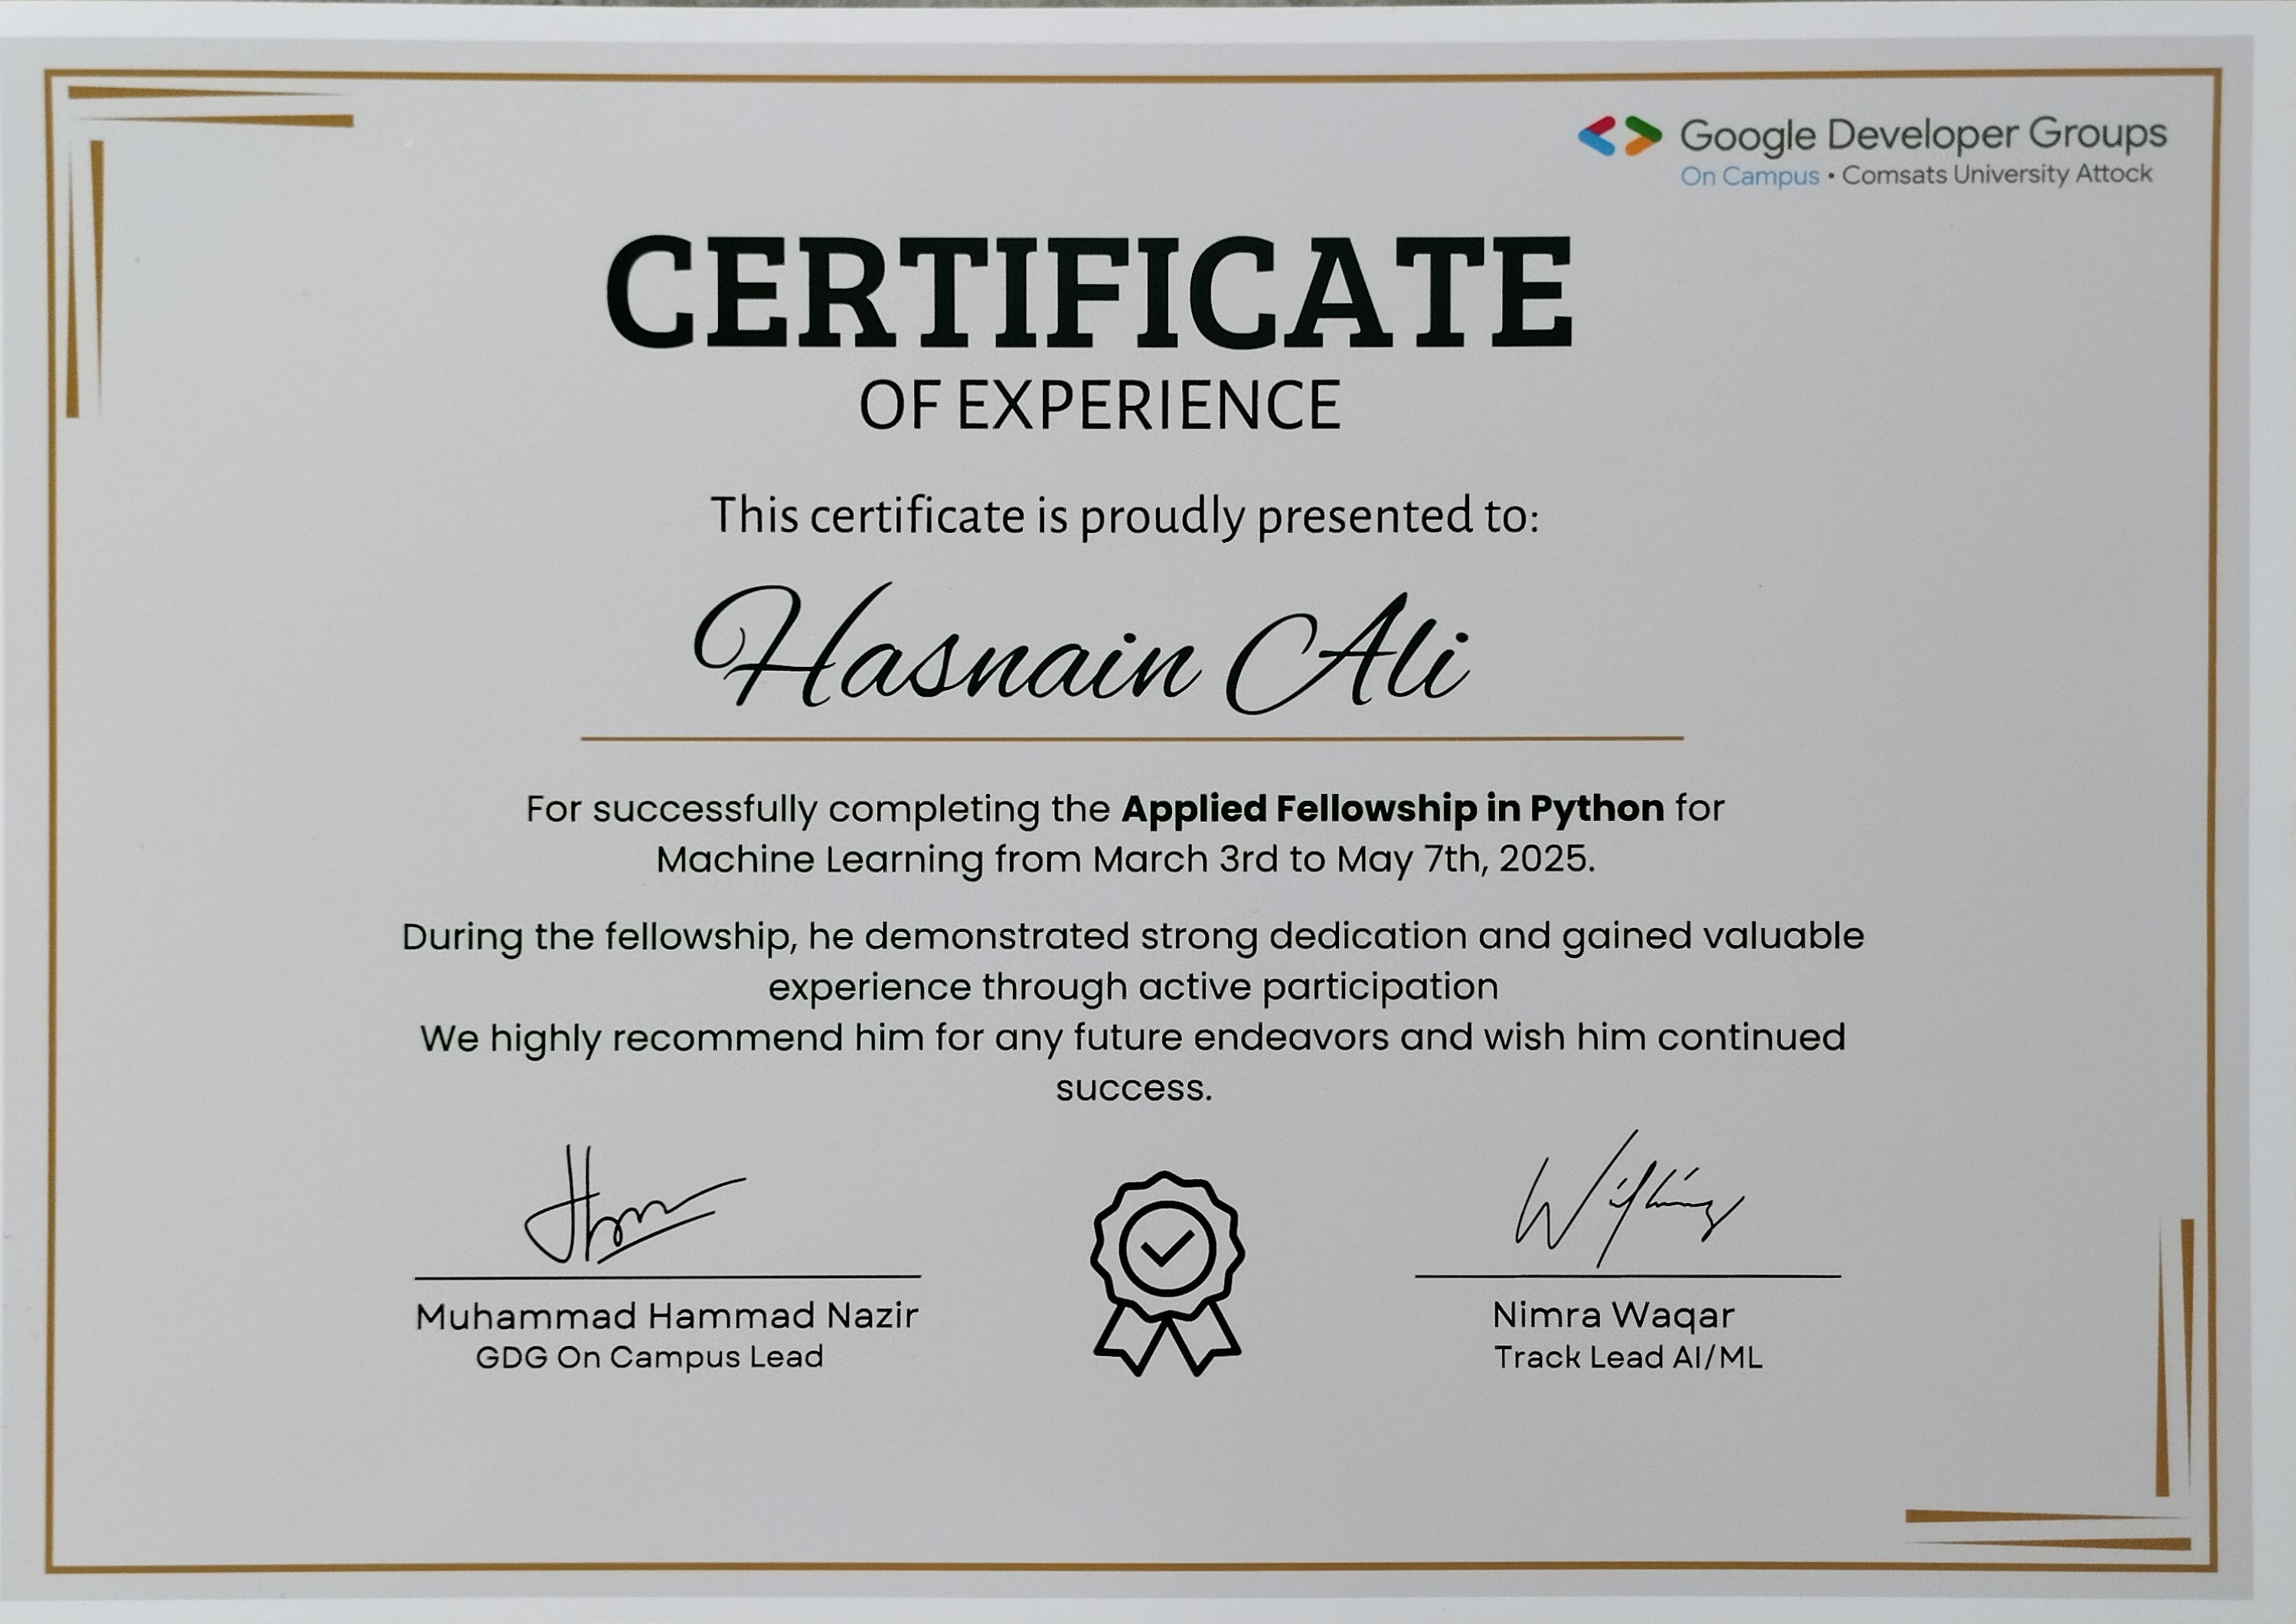 Google Developer Groups
On Campus • Comsats University Attock
CERTIFICATE
OF EXPERIENCE
This certificate is proudly presented to:
Hasnain Ali
For successfully completing the Applied Fellowship in Python for
Machine Learning from March 3rd to May 7th, 2025.
During the fellowship, he demonstrated strong dedication and gained valuable
experience through active participation
We highly recommend him for any future endeavors and wish him continued
success.
Muhammad Hammad Nazir
GDG On Campus Lead
Nimra Waqar
Track Lead AI/ML